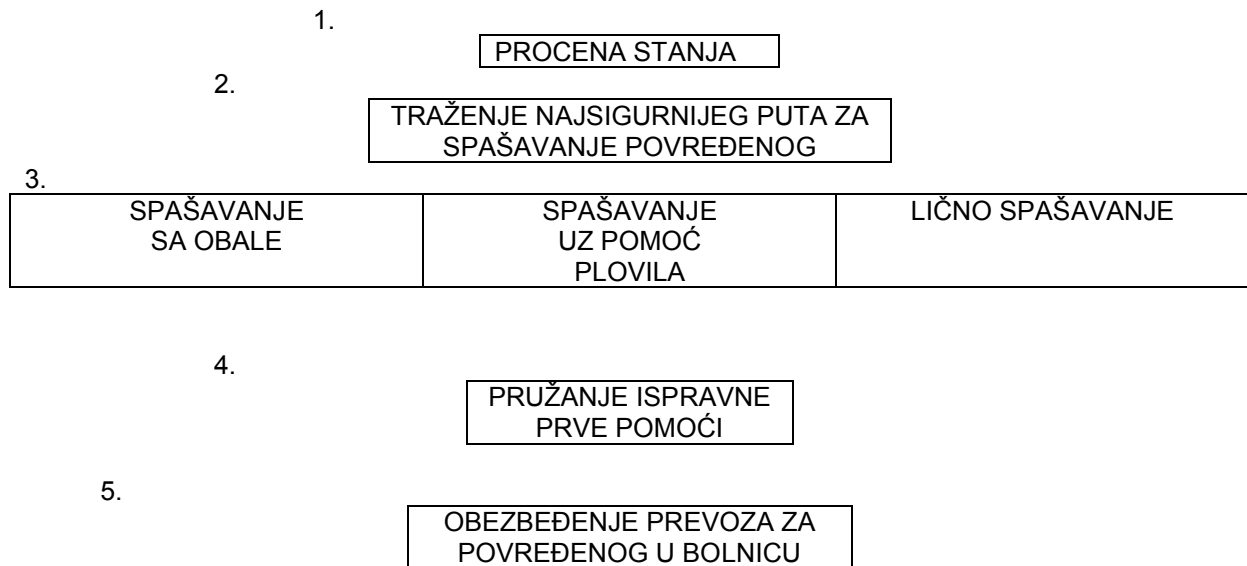 1.
PROCENA STANJA
2.
TRAŽENJE NAJSIGURNIJEG PUTA ZA
SPAŠAVANJE POVREĐENOG
3.
SPAŠAVANJE
SA OBALE
SPAŠAVANJE
UZ POMOĆ
PLOVILA
LIČNO SPAŠAVANJE
4.
PRUŽANJE ISPRAVNE
PRVE POMOĆI
5.
OBEZBEĐENJE PREVOZA ZA
POVREĐENOG U BOLNICU